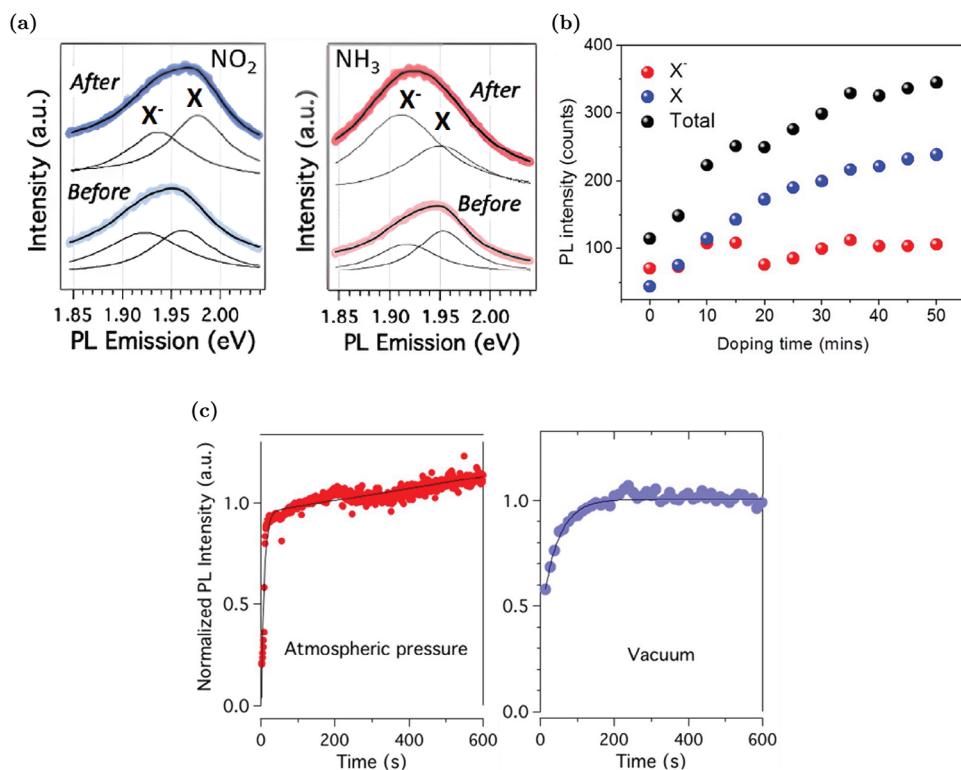 (a)
NO2
After
X-
X
Before
Intensity (a.u.)
1.85 1.90 1.95 2.00
PL Emission (eV)
NH3
X-
After
X
Before
Intensity (a.u.)
1.85 1.90 1.95 2.00
PL Emission (eV)
(b)
400
300
200
100
X-
X
Total
PL intensity (counts)
0 10 20 30 40 50
Doping time (mins)
(c)
Normalized PL Intensity (a.u.)
1.0
0.5
0.0
Atmospheric pressure
0 200 400 600
Time (s)
1.0
0.5
0.0
Vacuum
0 200 400 600
Time (s)